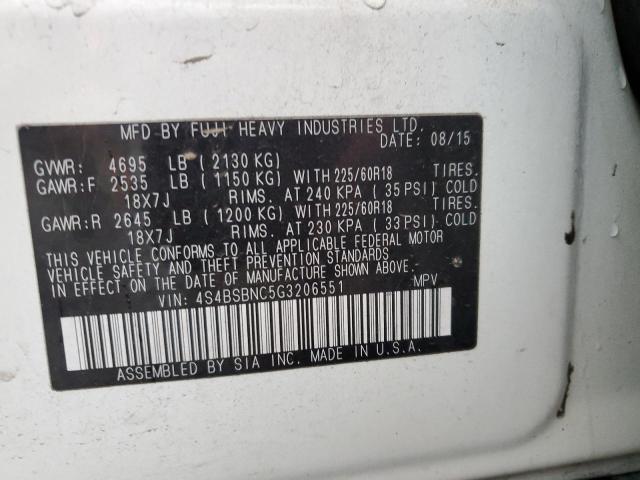 MFD BY FUJI HEAVY INDUSTRIES LTD.
DATE: 08/15
GVWR: 4695 LB (2130 KG)
GAWR:F 2535 LB (1150 KG) WITH 225/60R18 TIRES.
18X7J RIMS. AT 240 KPA (35 PSI) COLD
GAWR:R 2645 LB (1200 KG) WITH 225/60R18 TIRES.
18X7J RIMS. AT 230 KPA (33 PSI) COLD
THIS VEHICLE CONFORMS TO ALL APPLICABLE FEDERAL MOTOR
VEHICLE SAFETY AND THEFT PREVENTION STANDARDS
IN EFFECT ON THE DATE OF MANUFACTURE SHOWN ABOVE.
VIN: 4S4BSBNC5G3206551 MPV
ASSEMBLED BY SIA INC. MADE IN U.S.A.